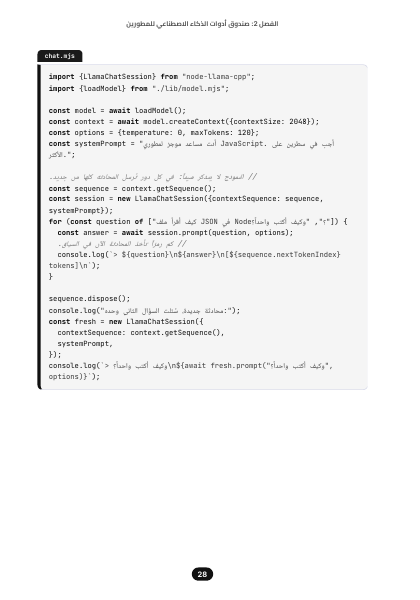 الفصل 2: صندوق أدوات الذكاء الاصطناعي للمطورين
chat.mjs
import {LlamaChatSession} from "node-llama-cpp";
import {loadModel} from "./lib/model.mjs";
const model = await loadModel();
const context = await model.createContext({contextSize: 2048});
const options = {temperature: 0, maxTokens: 120};
const systemPrompt = "أنت مساعد موجز لمطوري JavaScript. أجب في سطرين على
الأكثر.";
// النموذج لا يتذكر شيئاً: في كل دور تُرسل المحادثة كلها من جديد.
const sequence = context.getSequence();
const session = new LlamaChatSession({contextSequence: sequence,
systemPrompt});
for (const question of ["كيف أقرأ ملف JSON في Node؟", "وكيف أكتب واحداً؟"]) {
const answer = await session.prompt(question, options);
// كم رمزاً تأخذ المحادثة الآن في السياق.
console.log(`> ${question}\n${answer}\n[${sequence.nextTokenIndex}
tokens]\n`);
}
sequence.dispose();
console.log("محادثة جديدة، سُئلت السؤال الثاني وحده:");
const fresh = new LlamaChatSession({
contextSequence: context.getSequence(),
systemPrompt,
});
console.log(`> وكيف أكتب واحداً؟\n${await fresh.prompt("وكيف أكتب واحداً؟",
options)}`);
28